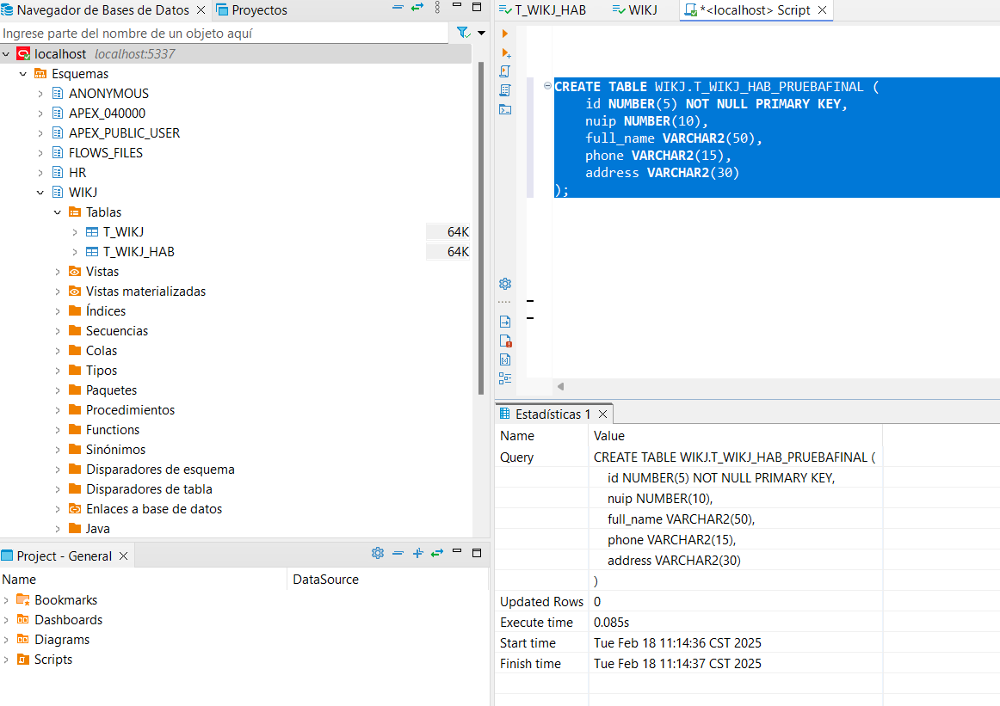 Navegador de Bases de Datos
Proyectos
Ingrese parte del nombre de un objeto aquí
localhost localhost:5337
Esquemas
ANONYMOUS
APEX_040000
APEX_PUBLIC_USER
FLOWS_FILES
HR
WIKJ
Tablas
T_WIKJ 64K
T_WIKJ_HAB 64K
Vistas
Vistas materializadas
Índices
Secuencias
Colas
Tipos
Paquetes
Procedimientos
Functions
Sinónimos
Disparadores de esquema
Disparadores de tabla
Enlaces a base de datos
Java
Project - General
Name DataSource
Bookmarks
Dashboards
Diagrams
Scripts
T_WIKJ_HAB
WIKJ
*<localhost> Script
CREATE TABLE WIKJ.T_WIKJ_HAB_PRUEBAFINAL (
id NUMBER(5) NOT NULL PRIMARY KEY,
nuip NUMBER(10),
full_name VARCHAR2(50),
phone VARCHAR2(15),
address VARCHAR2(30)
);
Estadísticas 1
Name Value
Query CREATE TABLE WIKJ.T_WIKJ_HAB_PRUEBAFINAL (
id NUMBER(5) NOT NULL PRIMARY KEY,
nuip NUMBER(10),
full_name VARCHAR2(50),
phone VARCHAR2(15),
address VARCHAR2(30)
)
Updated Rows 0
Execute time 0.085s
Start time Tue Feb 18 11:14:36 CST 2025
Finish time Tue Feb 18 11:14:37 CST 2025